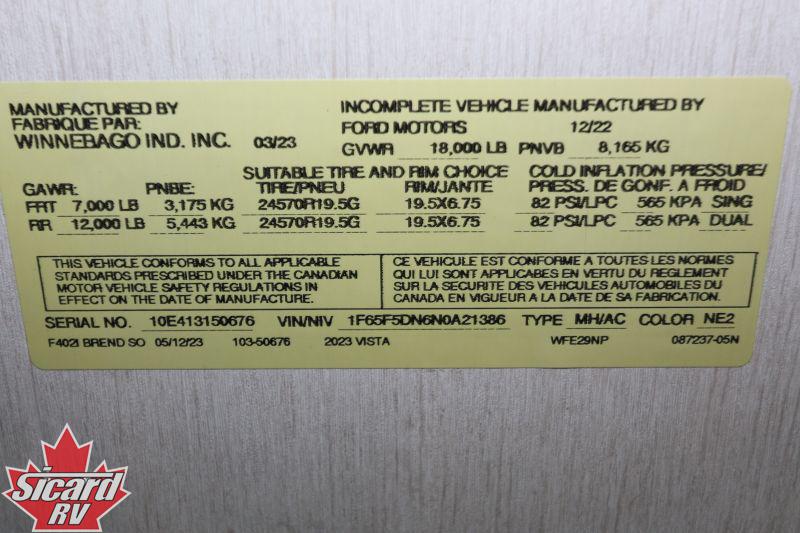 MANUFACTURED BY
FABRIQUE PAR:
WINNEBAGO IND. INC. 03/23
INCOMPLETE VEHICLE MANUFACTURED BY
FORD MOTORS 12/22
GVWR 18,000 LB PNVB 8,165 KG
SUITABLE TIRE AND RIM CHOICE COLD INFLATION PRESSURE/
GAWR: PNBE: TIRE/PNEU RIM/JANTE PRESS. DE GONF. A FROID
FRT 7,000 LB 3,175 KG 24570R19.5G 19.5X6.75 82 PSI/LPC 565 KPA SING
RR 12,000 LB 5,443 KG 24570R19.5G 19.5X6.75 82 PSI/LPC 565 KPA DUAL
THIS VEHICLE CONFORMS TO ALL APPLICABLE
STANDARDS PRESCRIBED UNDER THE CANADIAN
MOTOR VEHICLE SAFETY REGULATIONS IN
EFFECT ON THE DATE OF MANUFACTURE.
CE VEHICULE EST CONFORME A TOUTES LES NORMES
QUI LUI SONT APPLICABES EN VERTU DU REGLEMENT
SUR LA SECURITE DES VEHICULES AUTOMOBILES DU
CANADA EN VIGUEUR A LA DATE DE SA FABRICATION.
SERIAL NO. 10E413150676 VIN/NIV 1F65F5DN6N0A21386 TYPE MH/AC COLOR NE2
F402I BREND SO 05/12/23 103-50676 2023 VISTA WFE29NP 087237-05N
Sicard
RV